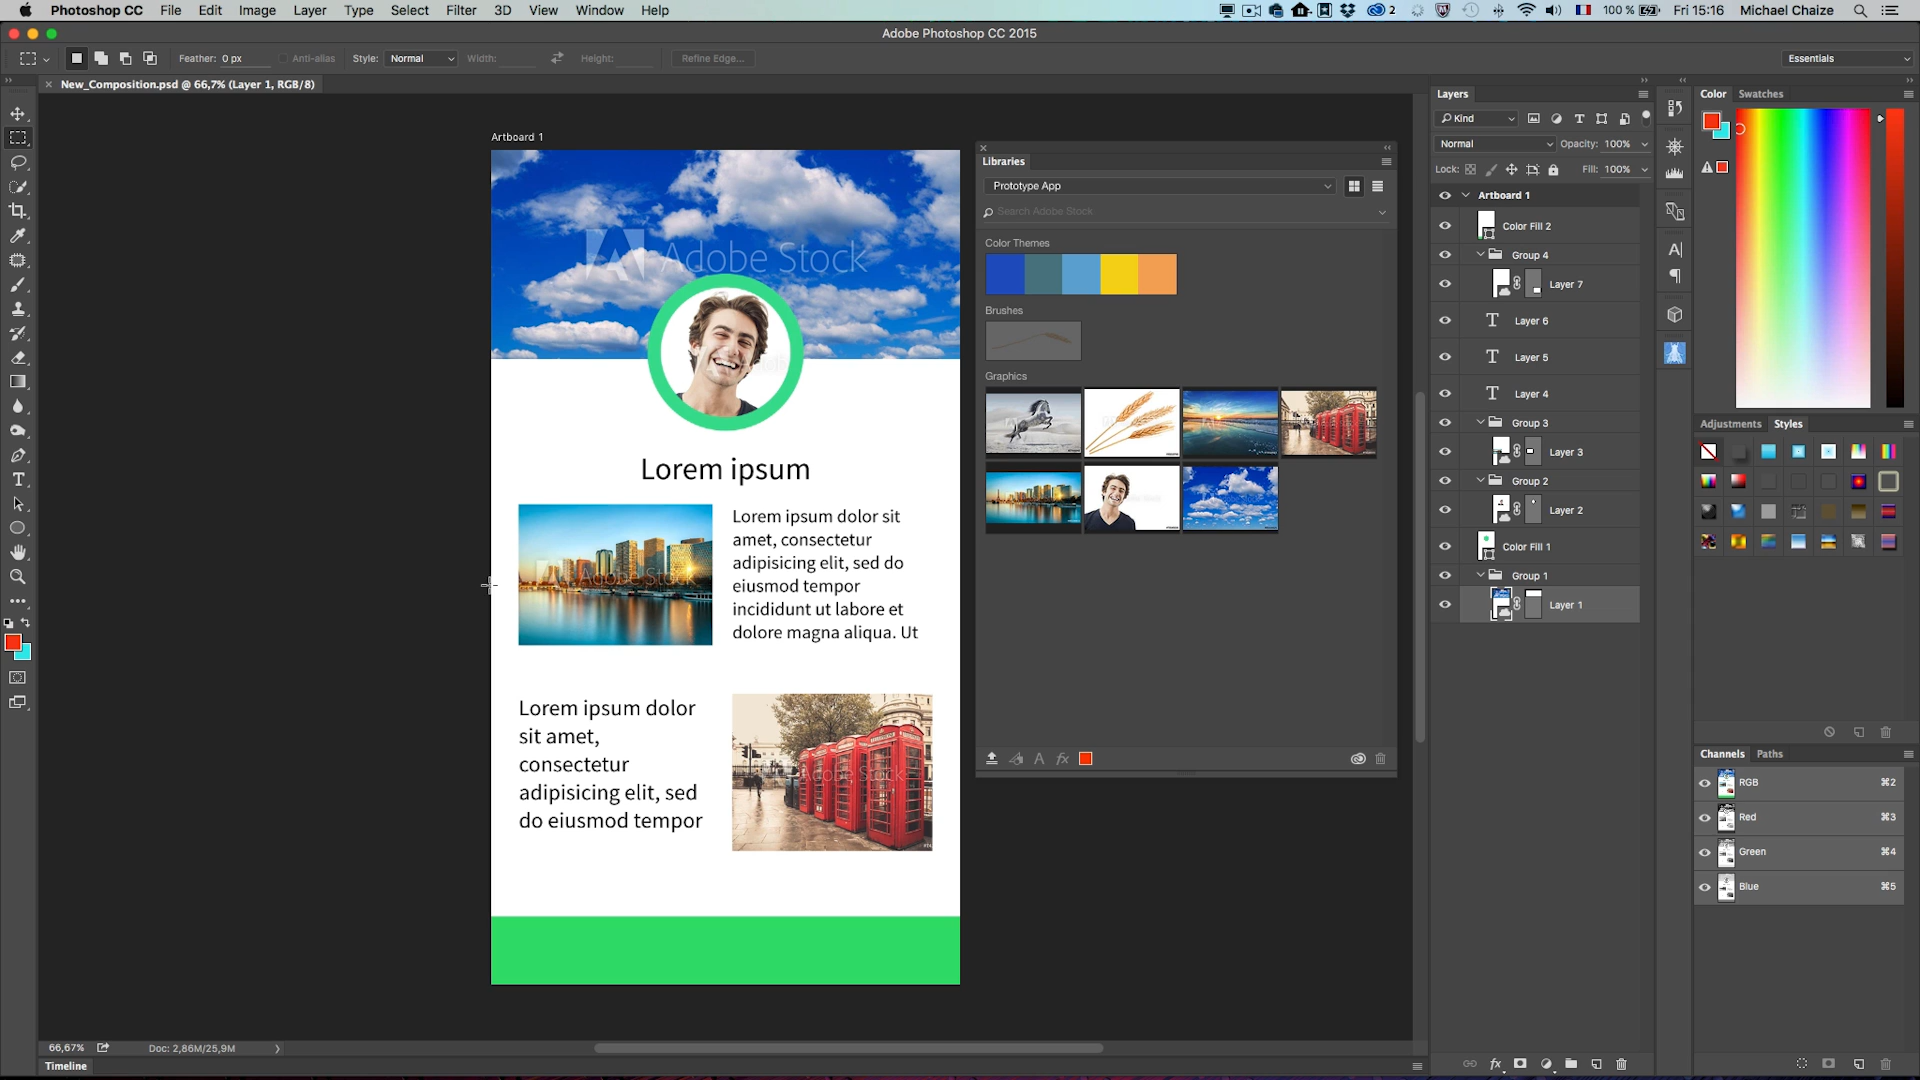 Photoshop CC File Edit Image Layer Type Select Filter 3D View Window Help 2 100 % Fri 15:16 Michael Chaize
Adobe Photoshop CC 2015
Feather: 0 px Anti-alias Style: Normal Width: Height: Refine Edge... Essentials
New_Composition.psd @ 66,7% (Layer 1, RGB/8)
Artboard 1
Adobe Stock
Lorem ipsum
Adobe Stock
Lorem ipsum dolor sit
amet, consectetur
adipisicing elit, sed do
eiusmod tempor
incididunt ut labore et
dolore magna aliqua. Ut
Lorem ipsum dolor
sit amet,
consectetur
adipisicing elit, sed
do eiusmod tempor
Adobe Stock
Libraries
Prototype App
Search Adobe Stock
Color Themes
Brushes
Graphics
Layers
Kind
Normal Opacity: 100%
Lock: Fill: 100%
Artboard 1
Color Fill 2
Group 4
Layer 7
Layer 6
Layer 5
Layer 4
Group 3
Layer 3
Group 2
Layer 2
Color Fill 1
Group 1
Layer 1
Color Swatches
Adjustments Styles
Channels Paths
RGB ⌘2
Red ⌘3
Green ⌘4
Blue ⌘5
66,67% Doc: 2,86M/25,9M
Timeline